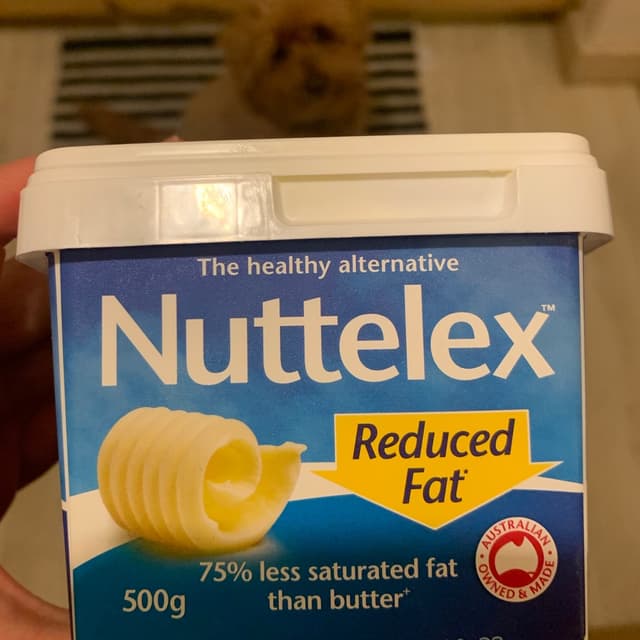 The healthy alternative
Nuttelex™
Reduced
Fat*
75% less saturated fat
than butter+
500g
AUSTRALIAN
OWNED & MADE